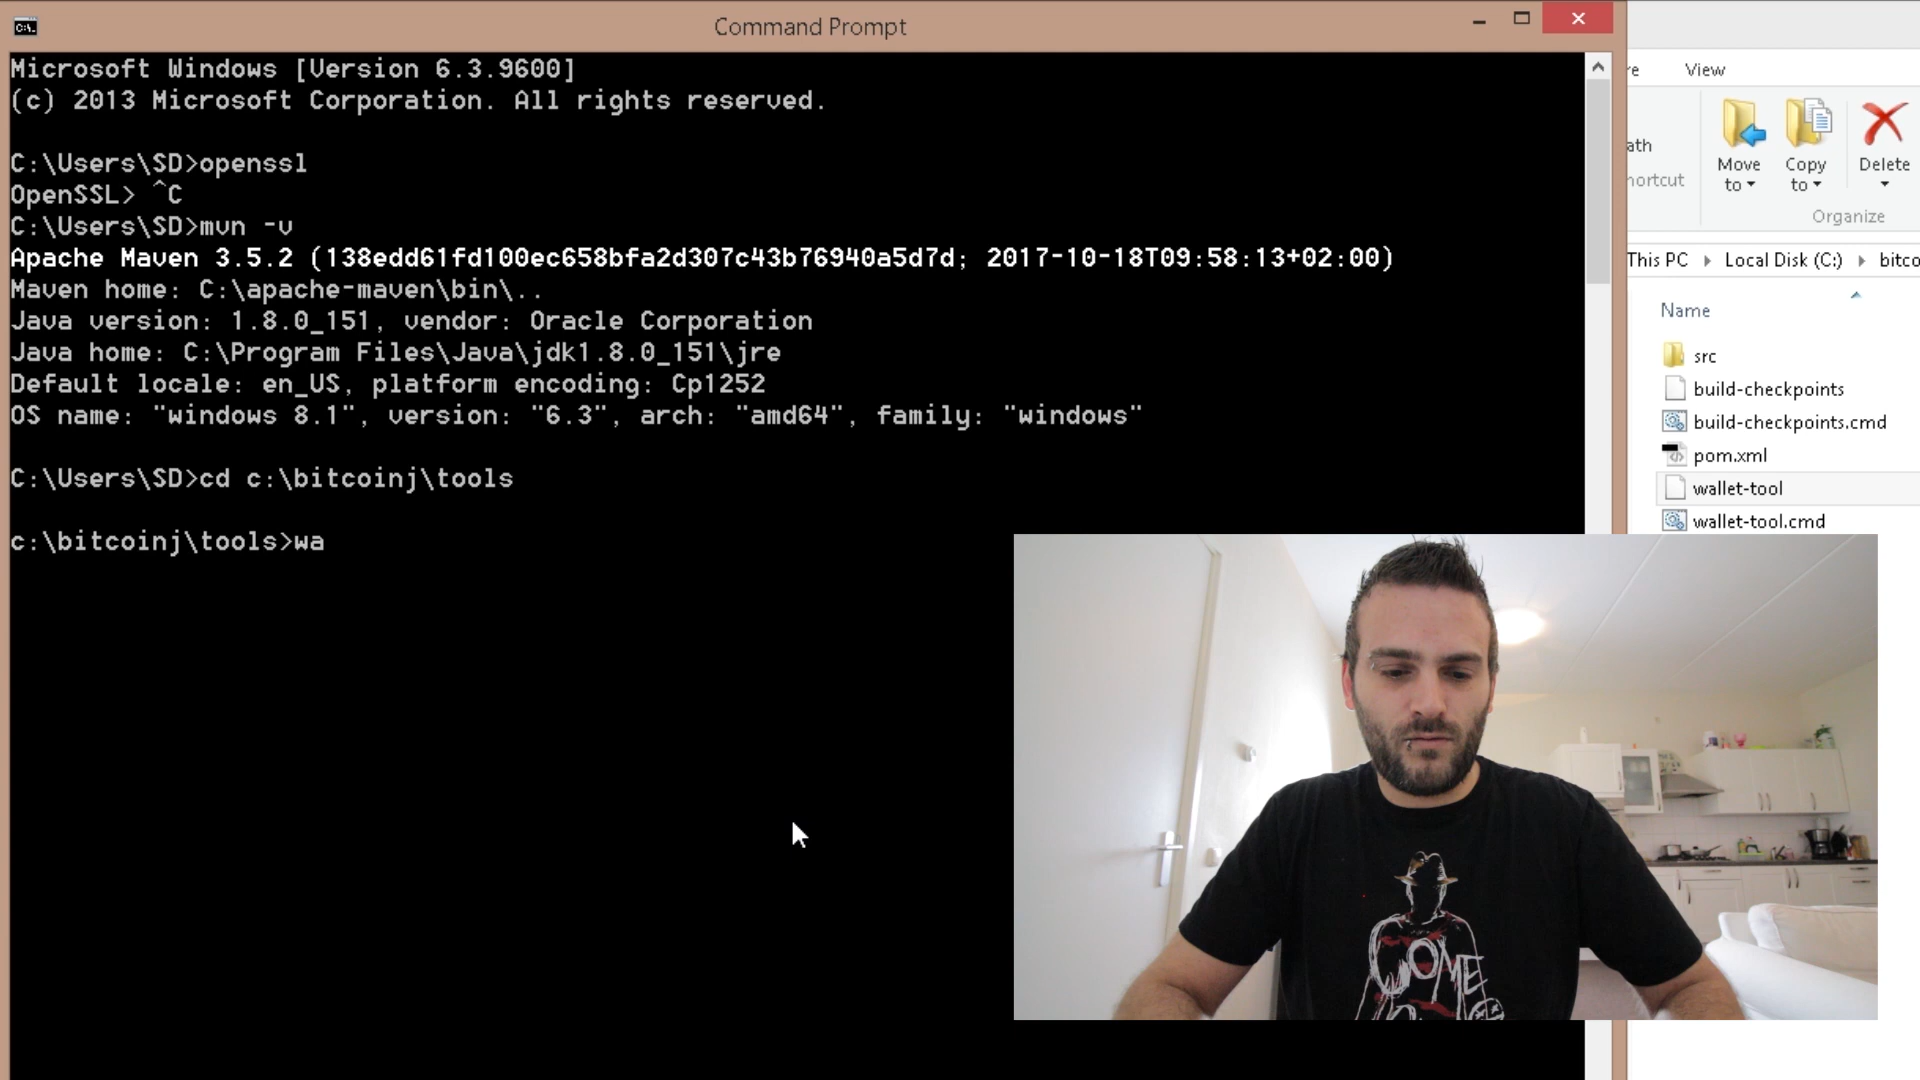 Command Prompt
Microsoft Windows [Version 6.3.9600]
(c) 2013 Microsoft Corporation. All rights reserved.
C:\Users\SD>openssl
OpenSSL> ^C
C:\Users\SD>mvn -v
Apache Maven 3.5.2 (138edd61fd100ec658bfa2d307c43b76940a5d7d; 2017-10-18T09:58:13+02:00)
Maven home: C:\apache-maven\bin\..
Java version: 1.8.0_151, vendor: Oracle Corporation
Java home: C:\Program Files\Java\jdk1.8.0_151\jre
Default locale: en_US, platform encoding: Cp1252
OS name: "windows 8.1", version: "6.3", arch: "amd64", family: "windows"
C:\Users\SD>cd c:\bitcoinj\tools
c:\bitcoinj\tools>wa
re View
ath
hortcut
Move to
Copy to
Delete
Organize
This PC Local Disk (C:) bitco
Name
src
build-checkpoints
build-checkpoints.cmd
pom.xml
wallet-tool
wallet-tool.cmd
COME